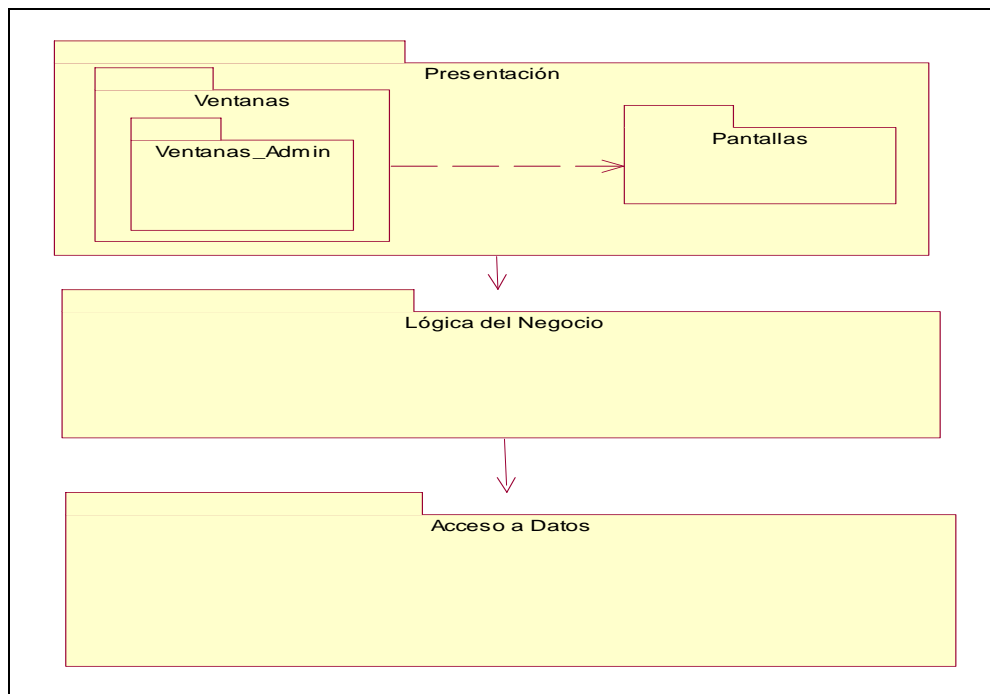 Presentación
Ventanas
Ventanas_Admin
Pantallas
Lógica del Negocio
Acceso a Datos